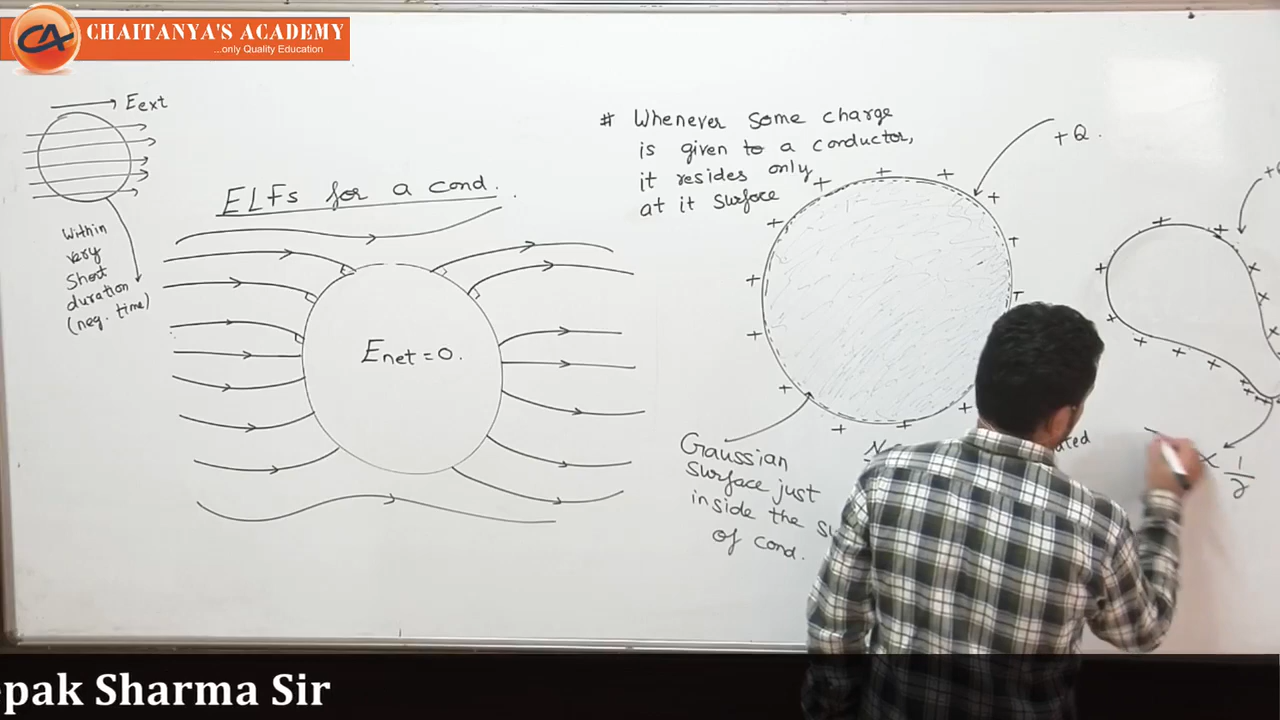 CHAITANYA'S ACADEMY
...only Quality Education
CA
Eext
Within
very
Short
duration
(neg. time)
ELFs for a cond.
Enet = 0.
# Whenever some charge
is given to a conductor,
it resides only
at it surface
+Q.
Gaussian
surface just
inside the
of cond.
∝ 1/r
pak Sharma Sir